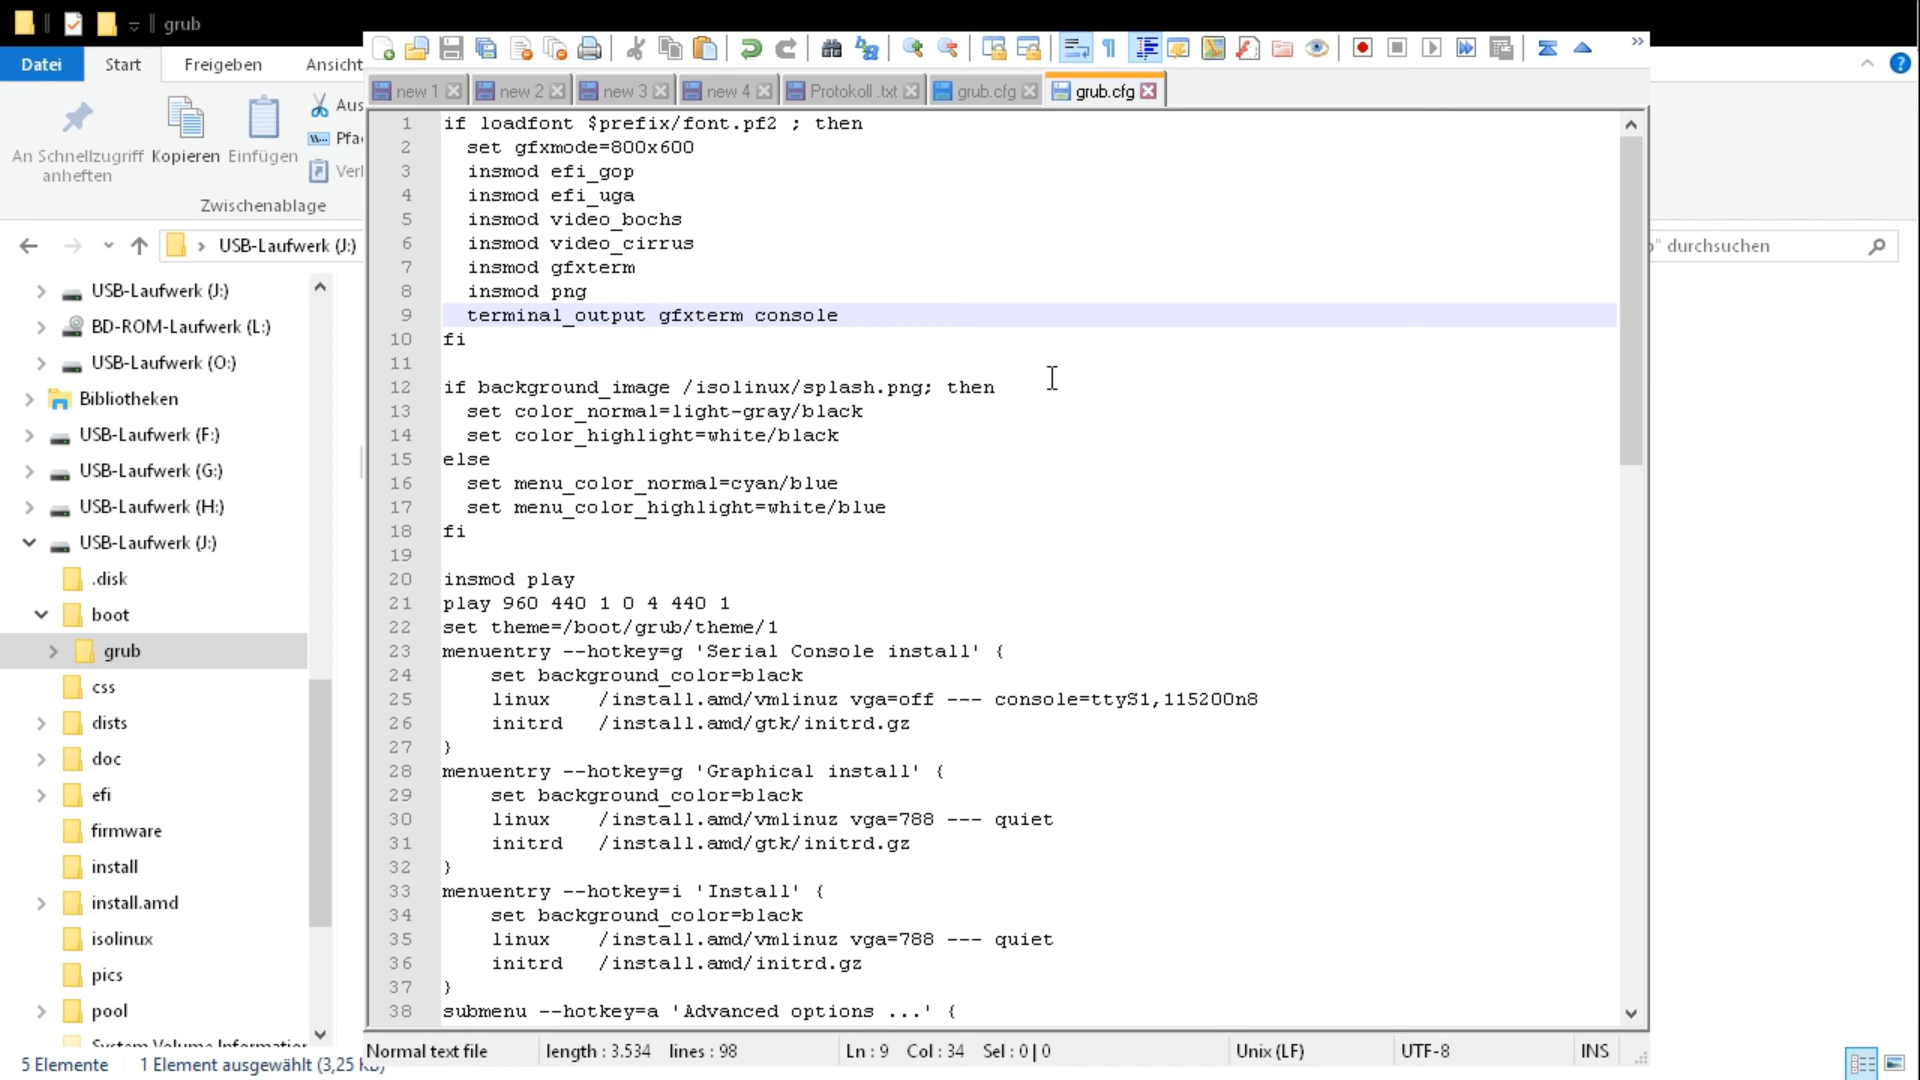 grub
Datei Start Freigeben Ansicht
Aus
Pfa
Ver
An Schnellzugriff anheften
Kopieren
Einfügen
Zwischenablage
USB-Laufwerk (J:)
" durchsuchen
USB-Laufwerk (J:)
BD-ROM-Laufwerk (L:)
USB-Laufwerk (O:)
Bibliotheken
USB-Laufwerk (F:)
USB-Laufwerk (G:)
USB-Laufwerk (H:)
USB-Laufwerk (J:)
.disk
boot
grub
css
dists
doc
efi
firmware
install
install.amd
isolinux
pics
pool
System Volume Information
5 Elemente 1 Element ausgewählt (3,25 KB)
new 1 new 2 new 3 new 4 Protokoll .txt grub.cfg grub.cfg
1 if loadfont $prefix/font.pf2 ; then
2 set gfxmode=800x600
3 insmod efi_gop
4 insmod efi_uga
5 insmod video_bochs
6 insmod video_cirrus
7 insmod gfxterm
8 insmod png
9 terminal_output gfxterm console
10 fi
11
12 if background_image /isolinux/splash.png; then
13 set color_normal=light-gray/black
14 set color_highlight=white/black
15 else
16 set menu_color_normal=cyan/blue
17 set menu_color_highlight=white/blue
18 fi
19
20 insmod play
21 play 960 440 1 0 4 440 1
22 set theme=/boot/grub/theme/1
23 menuentry --hotkey=g 'Serial Console install' {
24 set background_color=black
25 linux /install.amd/vmlinuz vga=off --- console=ttyS1,115200n8
26 initrd /install.amd/gtk/initrd.gz
27 }
28 menuentry --hotkey=g 'Graphical install' {
29 set background_color=black
30 linux /install.amd/vmlinuz vga=788 --- quiet
31 initrd /install.amd/gtk/initrd.gz
32 }
33 menuentry --hotkey=i 'Install' {
34 set background_color=black
35 linux /install.amd/vmlinuz vga=788 --- quiet
36 initrd /install.amd/initrd.gz
37 }
38 submenu --hotkey=a 'Advanced options ...' {
Normal text file length : 3.534 lines : 98 Ln : 9 Col : 34 Sel : 0 | 0 Unix (LF) UTF-8 INS